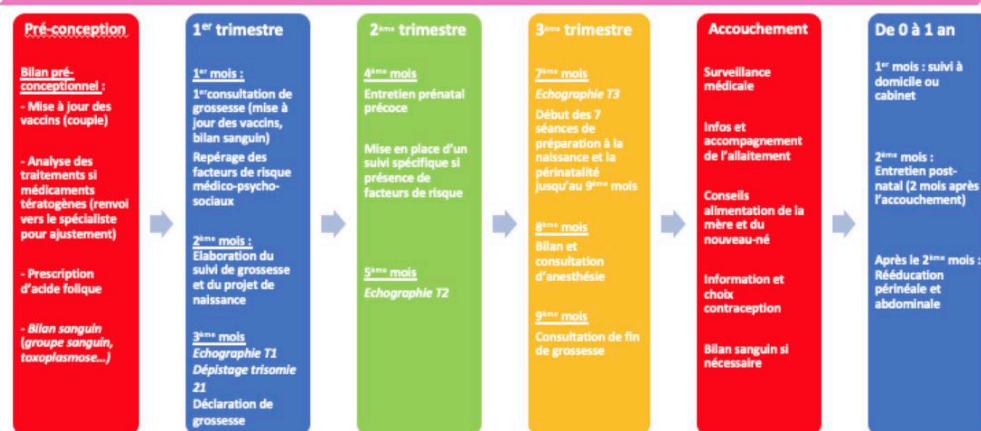 Pré-conception
Bilan pré-
conceptionnel :
- Mise à jour des
vaccins (couple)
- Analyse des
traitements si
médicaments
tératogènes (renvoi
vers le spécialiste
pour ajustement)
- Prescription
d'acide folique
- Bilan sanguin
(groupe sanguin,
toxoplasmose...)
1er trimestre
1er mois :
1erconsultation de
grossesse (mise à
jour des vaccins,
bilan sanguin)
Repérage des
facteurs de risque
médico-psycho-
sociaux
2ème mois :
Elaboration du
suivi de grossesse
et du projet de
naissance
3ème mois
Echographie T1
Dépistage trisomie
21
Déclaration de
grossesse
2ème trimestre
4ème mois
Entretien prénatal
précoce
Mise en place d'un
suivi spécifique si
présence de
facteurs de risque
5ème mois
Echographie T2
3ème trimestre
7ème mois
Echographie T3
Début des 7
séances de
préparation à la
naissance et la
périnatalité
jusqu'au 9ème mois
8ème mois
Bilan et
consultation
d'anesthésie
9ème mois
Consultation de fin
de grossesse
Accouchement
Surveillance
médicale
Infos et
accompagnement
de l'allaitement
Conseils
alimentation de la
mère et du
nouveau-né
Information et
choix
contraception
Bilan sanguin si
nécessaire
De 0 à 1 an
1er mois : suivi à
domicile ou
cabinet
2ème mois :
Entretien post-
natal (2 mois après
l'accouchement)
Après le 2ème mois :
Rééducation
périnéale et
abdominale